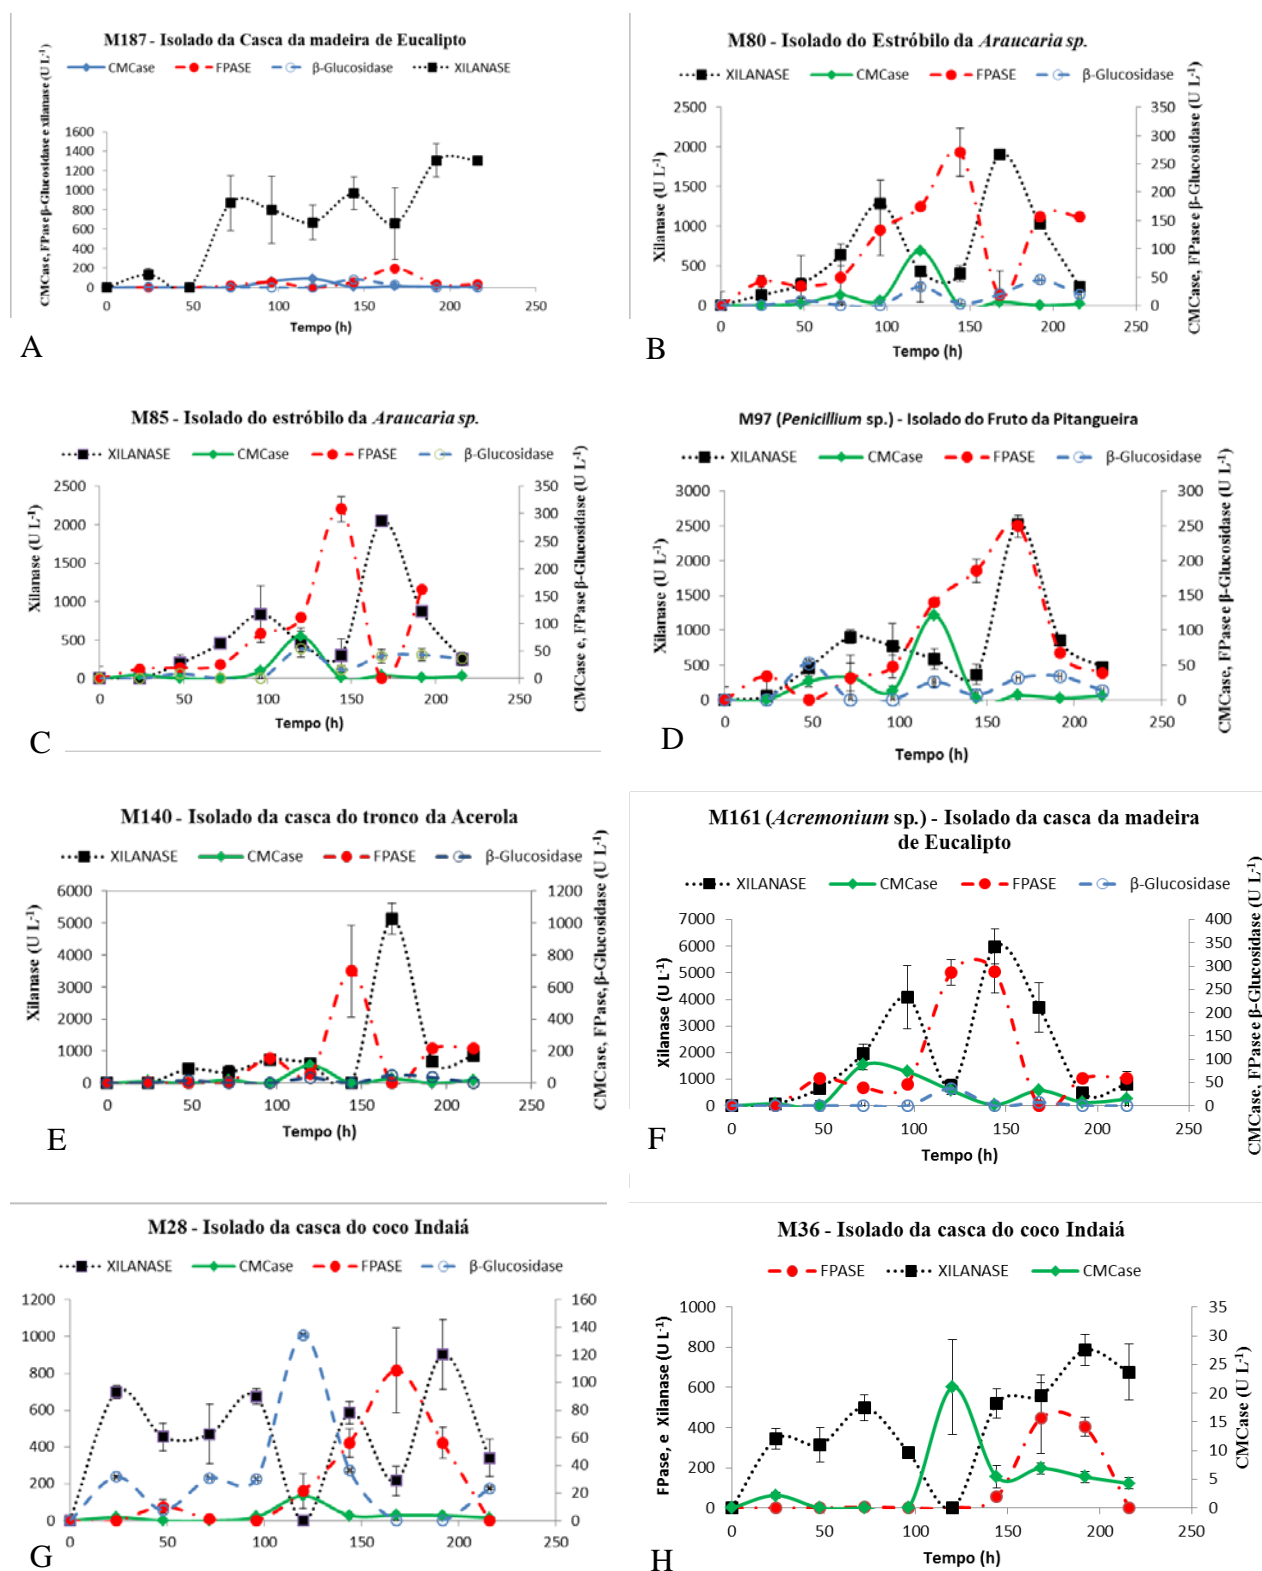 M187 - Isolado da Casca da madeira de Eucalipto
CMCase FPASE β-Glucosidase XILANASE
CMCase, FPase β-Glucosidase e xilanase (U L-1)
1600
1400
1200
1000
800
600
400
200
0
0 50 100 150 200 250
Tempo (h)
A
M80 - Isolado do Estróbilo da Araucaria sp.
XILANASE CMCase FPASE β-Glucosidase
Xilanase (U L-1)
2500
2000
1500
1000
500
0
350
300
250
200
150
100
50
0
CMCase, FPase e β-Glucosidase (U L-1)
0 50 100 150 200 250
Tempo (h)
B
M85 - Isolado do estróbilo da Araucaria sp.
XILANASE CMCase FPASE β-Glucosidase
Xilanase (U L-1)
2500
2000
1500
1000
500
0
350
300
250
200
150
100
50
0
CMCase e, FPase β-Glucosidase (U L-1)
0 50 100 150 200 250
Tempo (h)
C
M97 (Penicillium sp.) - Isolado do Fruto da Pitangueira
XILANASE CMCase FPASE β-Glucosidase
Xilanase (U L-1)
3000
2500
2000
1500
1000
500
0
300
250
200
150
100
50
0
CMCase, FPase e β-Glucosidase (U L-1)
0 50 100 150 200 250
Tempo (h)
D
M140 - Isolado da casca do tronco da Acerola
XILANASE CMCase FPASE β-Glucosidase
Xilanase (U L-1)
6000
5000
4000
3000
2000
1000
0
1200
1000
800
600
400
200
0
CMCase, FPase, β-Glucosidase (U L-1)
0 50 100 150 200 250
Tempo (h)
E
M161 (Acremonium sp.) - Isolado da casca da madeira
de Eucalipto
XILANASE CMCase FPASE β-Glucosidase
Xilanase (U L-1)
7000
6000
5000
4000
3000
2000
1000
0
400
350
300
250
200
150
100
50
0
CMCase, FPase e β-Glucosidase (U L-1)
0 50 100 150 200 250
Tempo (h)
F
M28 - Isolado da casca do coco Indaiá
XILANASE CMCase FPASE β-Glucosidase
1200
1000
800
600
400
200
0
160
140
120
100
80
60
40
20
0
0 50 100 150 200 250
G
M36 - Isolado da casca do coco Indaiá
FPASE XILANASE CMCase
FPase, e Xilanase (U L-1)
1000
800
600
400
200
0
35
30
25
20
15
10
5
0
CMCase (U L-1)
0 50 100 150 200 250
Tempo (h)
H